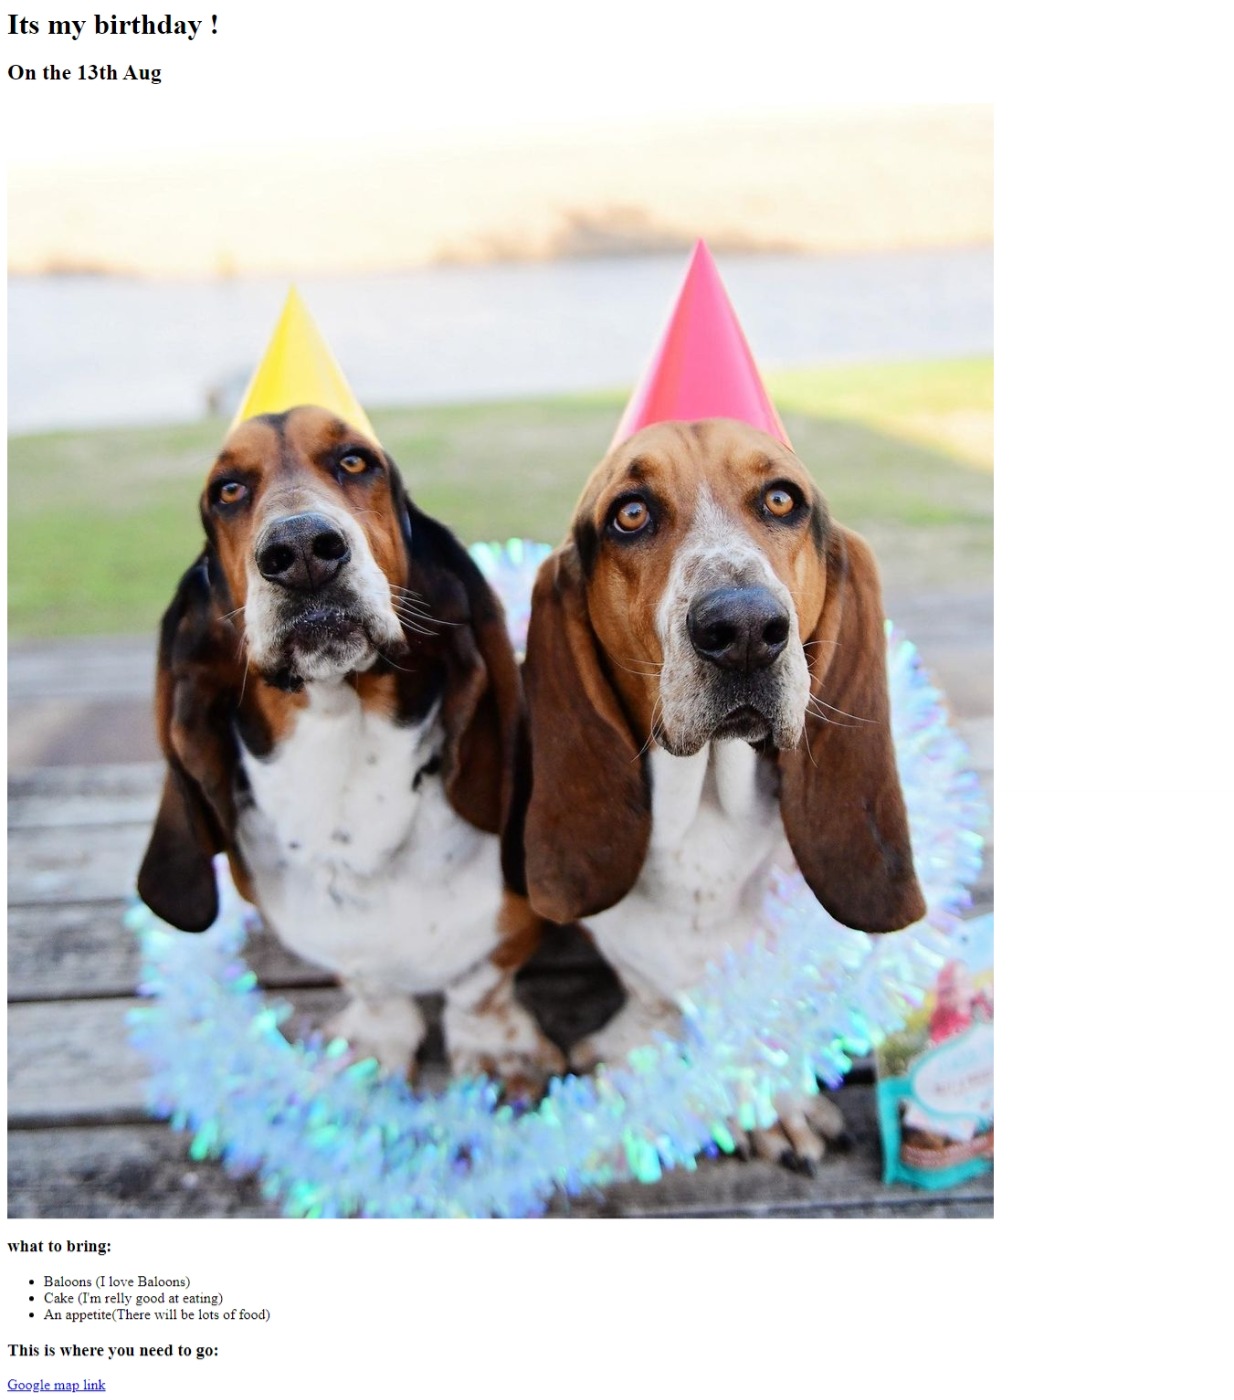 Its my birthday !
On the 13th Aug
what to bring:
Baloons (I love Baloons)
Cake (I'm relly good at eating)
An appetite(There will be lots of food)
This is where you need to go:
Google map link